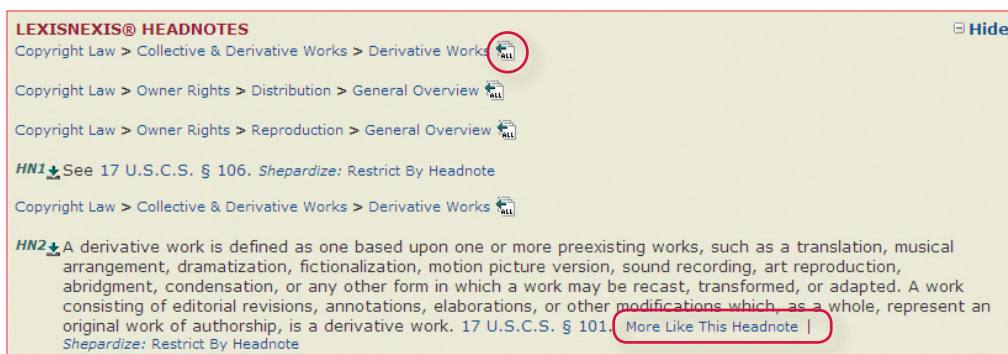 LEXISNEXIS® HEADNOTES Hide
Copyright Law > Collective & Derivative Works > Derivative Works ALL
Copyright Law > Owner Rights > Distribution > General Overview ALL
Copyright Law > Owner Rights > Reproduction > General Overview ALL
HN1 See 17 U.S.C.S. § 106. Shepardize: Restrict By Headnote
Copyright Law > Collective & Derivative Works > Derivative Works ALL
HN2 A derivative work is defined as one based upon one or more preexisting works, such as a translation, musical
arrangement, dramatization, fictionalization, motion picture version, sound recording, art reproduction,
abridgment, condensation, or any other form in which a work may be recast, transformed, or adapted. A work
consisting of editorial revisions, annotations, elaborations, or other modifications which, as a whole, represent an
original work of authorship, is a derivative work. 17 U.S.C.S. § 101. More Like This Headnote |
Shepardize: Restrict By Headnote